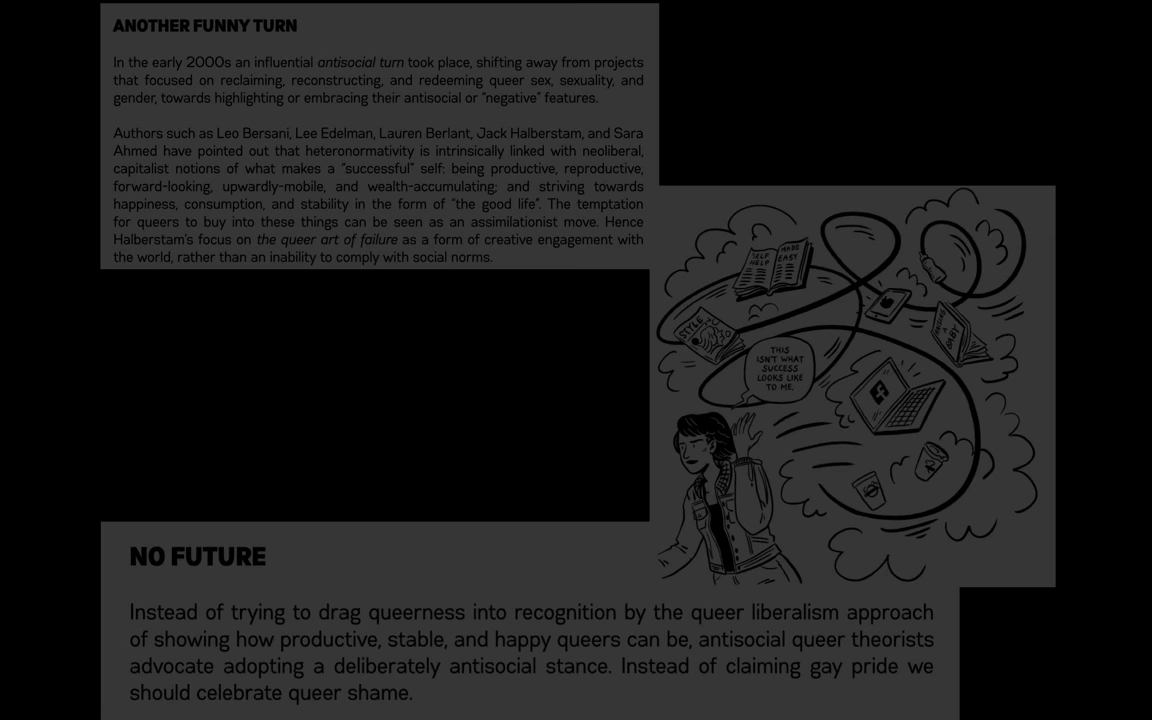 ANOTHER FUNNY TURN
In the early 2000s an influential antisocial turn took place, shifting away from projects
that focused on reclaiming, reconstructing, and redeeming queer sex, sexuality, and
gender, towards highlighting or embracing their antisocial or "negative" features.
Authors such as Leo Bersani, Lee Edelman, Lauren Berlant, Jack Halberstam, and Sara
Ahmed have pointed out that heteronormativity is intrinsically linked with neoliberal,
capitalist notions of what makes a "successful" self: being productive, reproductive,
forward-looking, upwardly-mobile, and wealth-accumulating; and striving towards
happiness, consumption, and stability in the form of "the good life". The temptation
for queers to buy into these things can be seen as an assimilationist move. Hence
Halberstam's focus on the queer art of failure as a form of creative engagement with
the world, rather than an inability to comply with social norms.
SELF
HELP
MADE
EASY
STYLE
RAISING
A
BABY
THIS
ISN'T WHAT
SUCCESS
LOOKS LIKE
TO ME.
NO FUTURE
Instead of trying to drag queerness into recognition by the queer liberalism approach
of showing how productive, stable, and happy queers can be, antisocial queer theorists
advocate adopting a deliberately antisocial stance. Instead of claiming gay pride we
should celebrate queer shame.